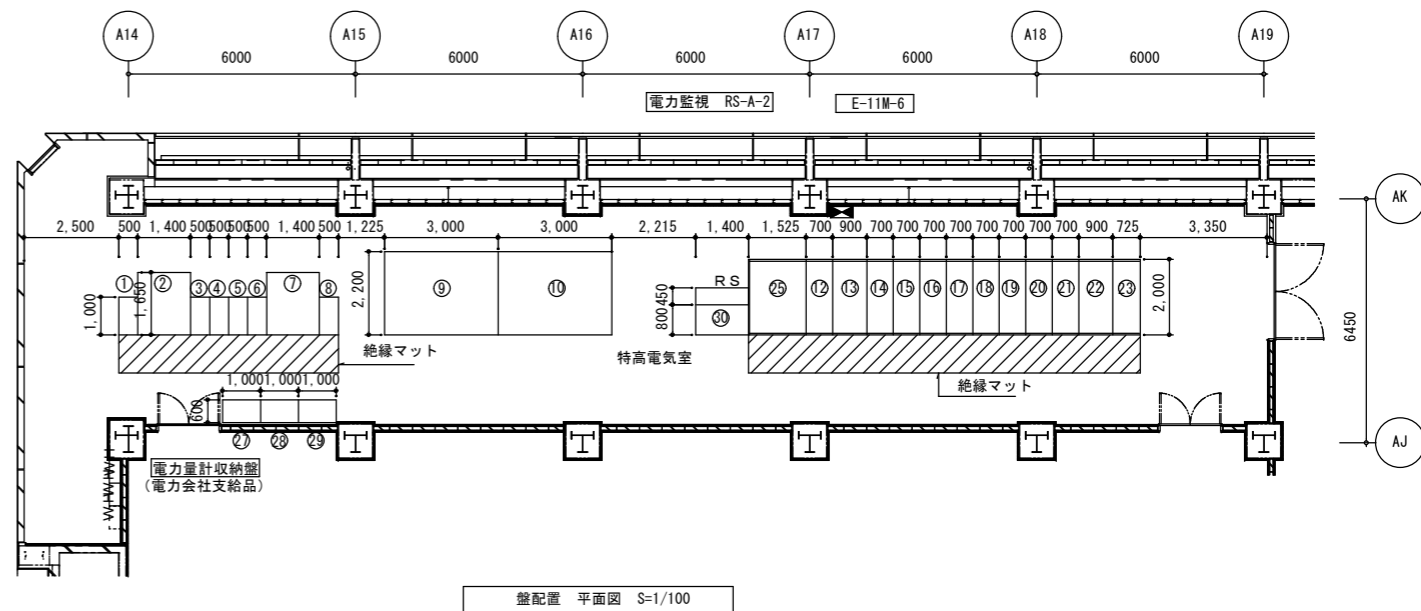 A14 A15 A16 A17 A18 A19
6000 6000 6000 6000 6000
電力監視 RS-A-2 E-11M-6
AK
2,500 500 1,400 500 500 500 500 1,400 500 1,225 3,000 3,000 2,215 1,400 1,525 700 900 700 700 700 700 700 700 700 700 900 725 3,350
① ② ③ ④ ⑤ ⑥ ⑦ ⑧ ⑨ ⑩ RS ㉕ ⑫ ⑬ ⑭ ⑮ ⑯ ⑰ ⑱ ⑲ ⑳ ㉑ ㉒ ㉓
1,000 1,650 2,200 450 800 ㉚ 2,000 6450
絶縁マット 特高電気室
1,000 1,000 1,000 絶縁マット
600
㉗ ㉘ ㉙ AJ
電力量計収納盤
(電力会社支給品)
盤配置 平面図 S=1/100